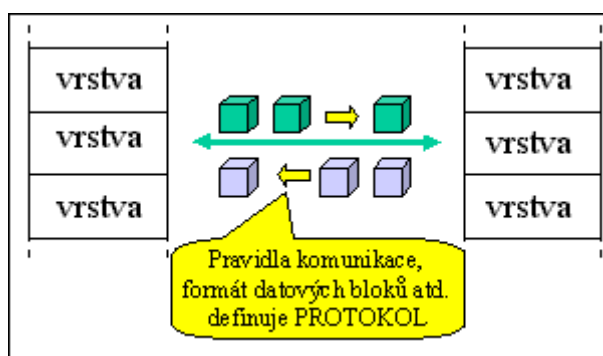 vrstva
vrstva
vrstva
vrstva
vrstva
vrstva
Pravidla komunikace,
formát datových bloků atd.
definuje PROTOKOL